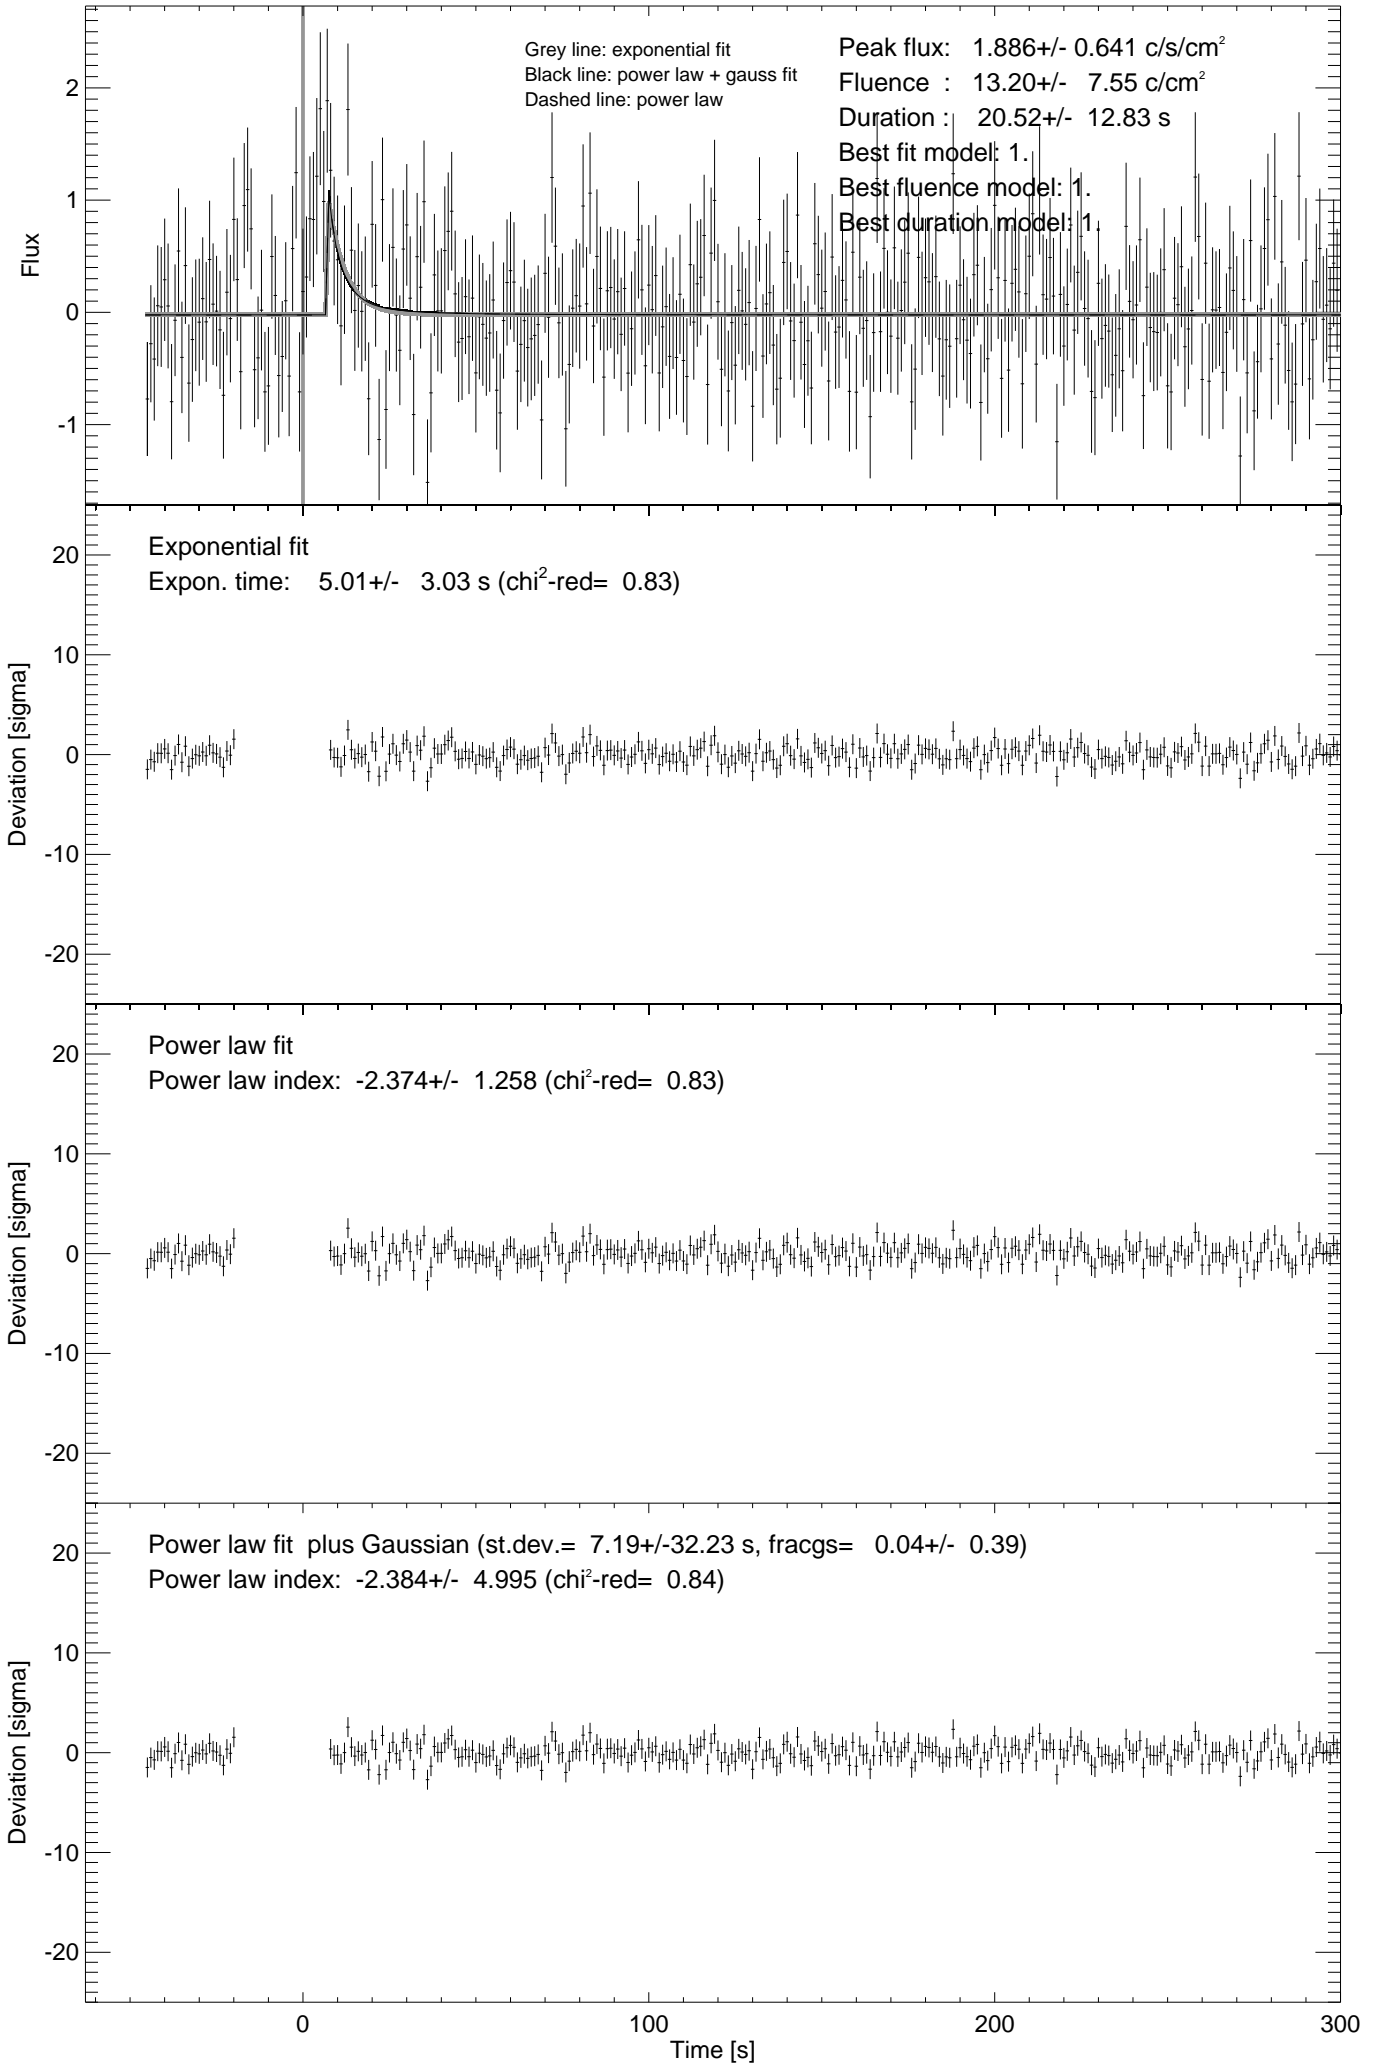 Grey line: exponential fit
Black line: power law + gauss fit
Dashed line: power law
Peak flux: 1.886+/- 0.641 c/s/cm²
Fluence : 13.20+/- 7.55 c/cm²
Duration : 20.52+/- 12.83 s
Best fit model: 1.
Best fluence model: 1.
Best duration model: 1.
2
1
0
-1
Flux
Exponential fit
Expon. time: 5.01+/- 3.03 s (chi²-red= 0.83)
20
10
0
-10
-20
Deviation [sigma]
Power law fit
Power law index: -2.374+/- 1.258 (chi²-red= 0.83)
20
10
0
-10
-20
Deviation [sigma]
Power law fit plus Gaussian (st.dev.= 7.19+/-32.23 s, fracgs= 0.04+/- 0.39)
Power law index: -2.384+/- 4.995 (chi²-red= 0.84)
20
10
0
-10
-20
Deviation [sigma]
0 100 200 300
Time [s]